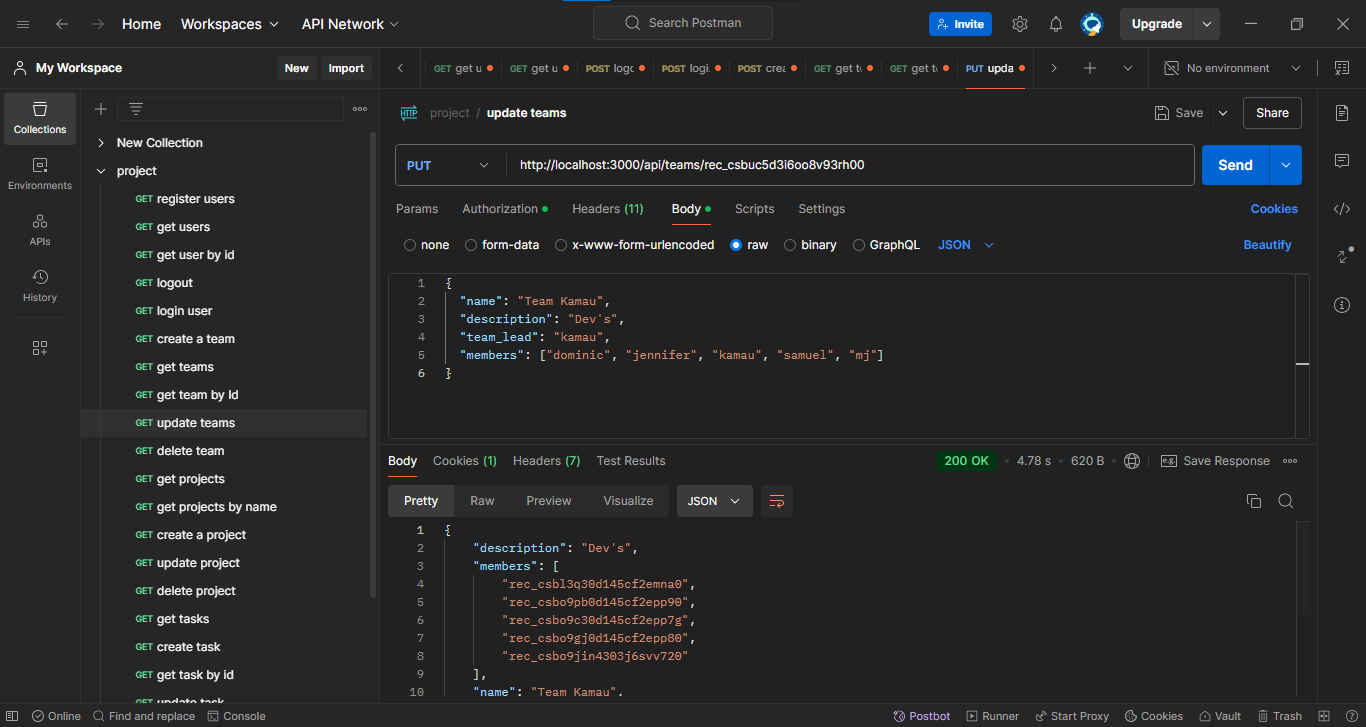 Home Workspaces API Network Search Postman Invite Upgrade
My Workspace New Import GET get u GET get u POST logo POST logi. POST crea GET get t GET get t PUT upda No environment
Collections
Environments
APIs
History
New Collection
project
GET register users
GET get users
GET get user by id
GET logout
GET login user
GET create a team
GET get teams
GET get team by Id
GET update teams
GET delete team
GET get projects
GET get projects by name
GET create a project
GET update project
GET delete project
GET get tasks
GET create task
GET get task by id
GET update task
HTTP project / update teams Save Share
PUT http://localhost:3000/api/teams/rec_csbuc5d3i6oo8v93rh00 Send
Params Authorization Headers (11) Body Scripts Settings Cookies
none form-data x-www-form-urlencoded raw binary GraphQL JSON Beautify
1 {
2 "name": "Team Kamau",
3 "description": "Dev's",
4 "team_lead": "kamau",
5 "members": ["dominic", "jennifer", "kamau", "samuel", "mj"]
6 }
Body Cookies (1) Headers (7) Test Results 200 OK 4.78 s 620 B e.g. Save Response
Pretty Raw Preview Visualize JSON
1 {
2 "description": "Dev's",
3 "members": [
4 "rec_csbl3q30d145cf2emna0",
5 "rec_csbo9pb0d145cf2epp90",
6 "rec_csbo9c30d145cf2epp7g",
7 "rec_csbo9gj0d145cf2epp80",
8 "rec_csbo9jin4303j6svv720"
9 ],
10 "name": "Team Kamau",
Online Find and replace Console Postbot Runner Start Proxy Cookies Vault Trash